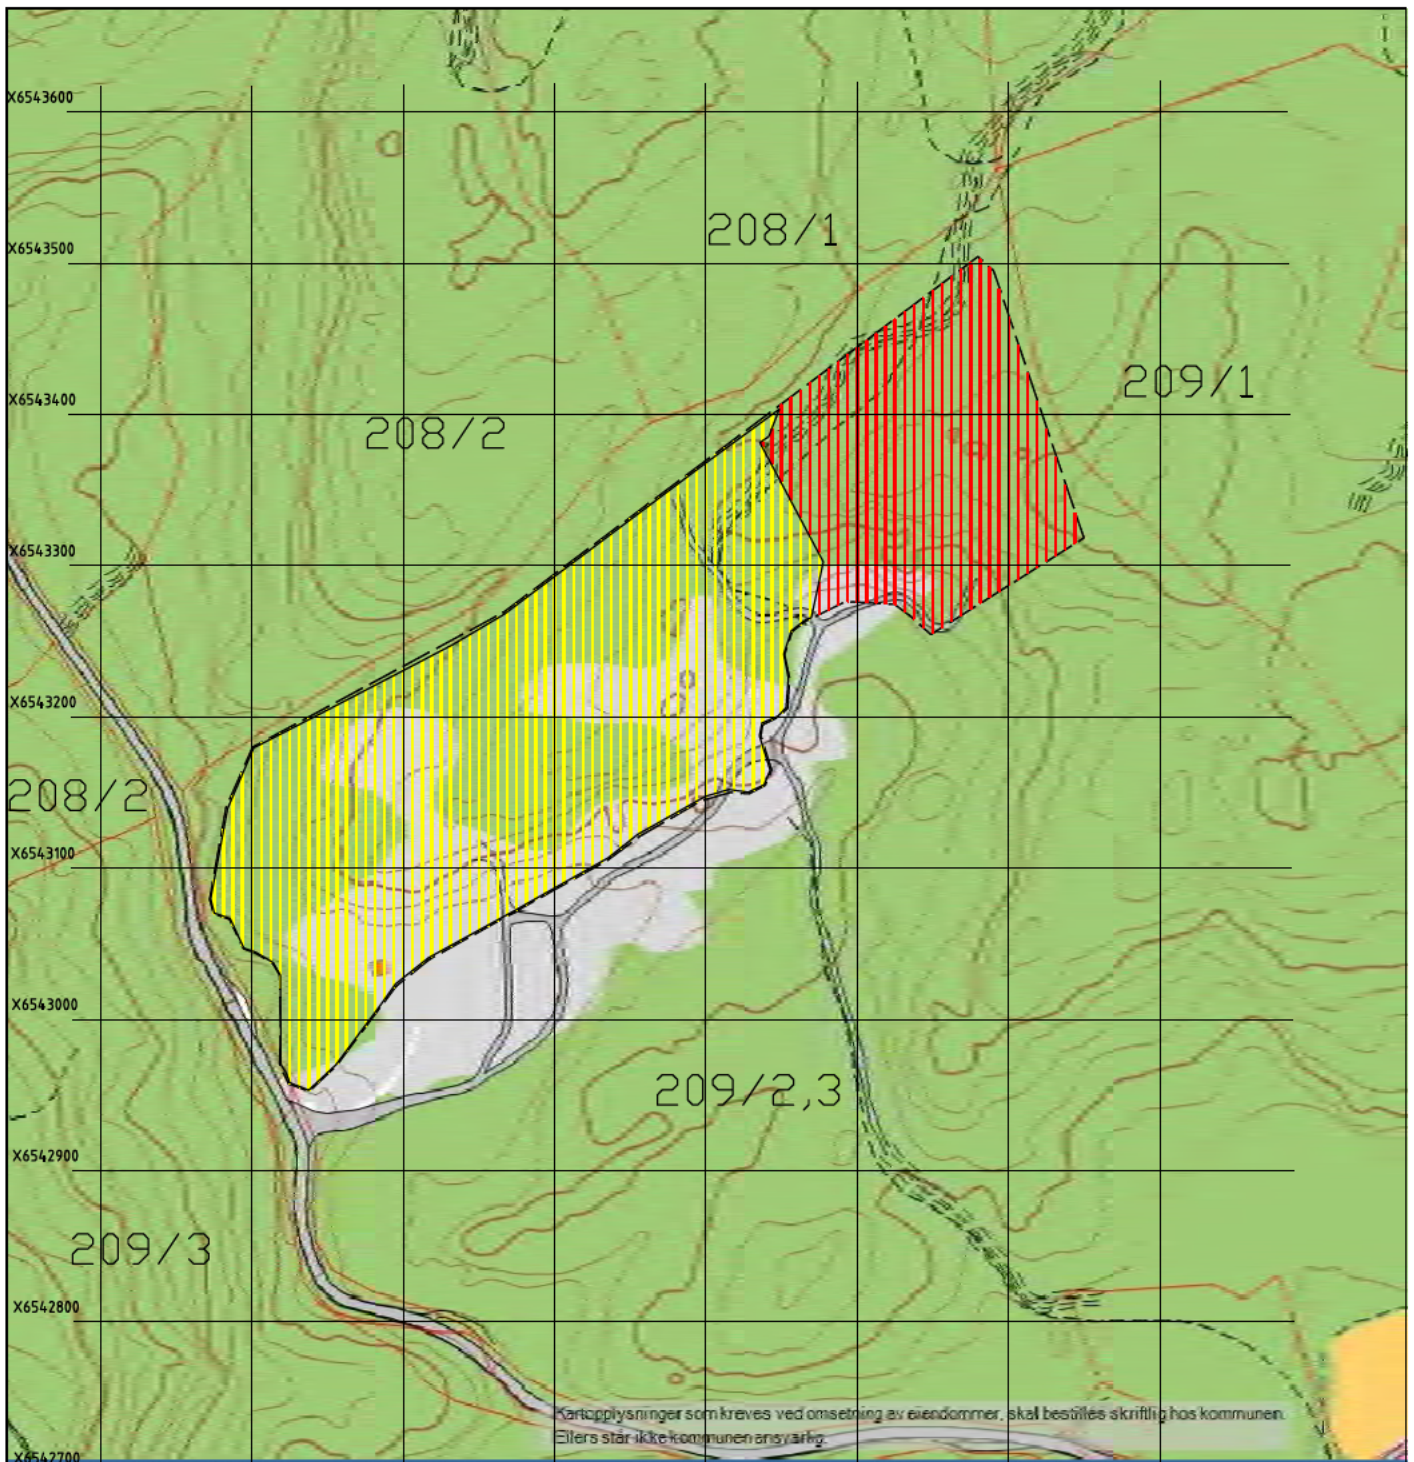 X6543600
208/1
X6543500
209/1
X6543400
208/2
X6543300
X6543200
208/2
X6543100
X6543000
209/2,3
X6542900
209/3
X6542800
Kartopplysninger som kreves ved omsetning av eiendommer, skal bestilles skriftlig hos kommunen.
Ellers står ikke kommunen ansvarlig.
X6542700